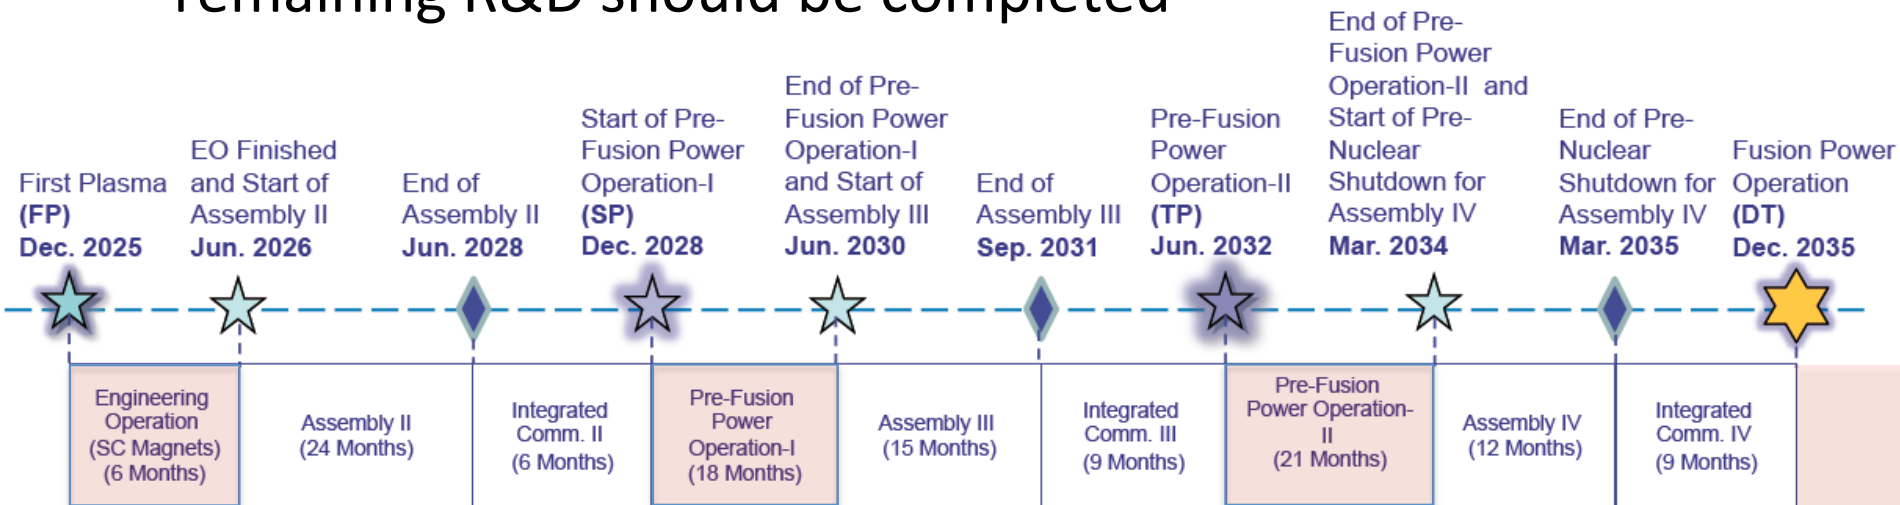 remaining R&D should be completed
First Plasma
(FP)
Dec. 2025
EO Finished
and Start of
Assembly II
Jun. 2026
End of
Assembly II
Jun. 2028
Start of Pre-
Fusion Power
Operation-I
(SP)
Dec. 2028
End of Pre-
Fusion Power
Operation-I
and Start of
Assembly III
Jun. 2030
End of
Assembly III
Sep. 2031
Pre-Fusion
Power
Operation-II
(TP)
Jun. 2032
End of Pre-
Fusion Power
Operation-II and
Start of Pre-
Nuclear
Shutdown for
Assembly IV
Mar. 2034
End of Pre-
Nuclear
Shutdown for
Assembly IV
Mar. 2035
Fusion Power
Operation
(DT)
Dec. 2035
Engineering
Operation
(SC Magnets)
(6 Months)
Assembly II
(24 Months)
Integrated
Comm. II
(6 Months)
Pre-Fusion
Power
Operation-I
(18 Months)
Assembly III
(15 Months)
Integrated
Comm. III
(9 Months)
Pre-Fusion
Power Operation-
II
(21 Months)
Assembly IV
(12 Months)
Integrated
Comm. IV
(9 Months)